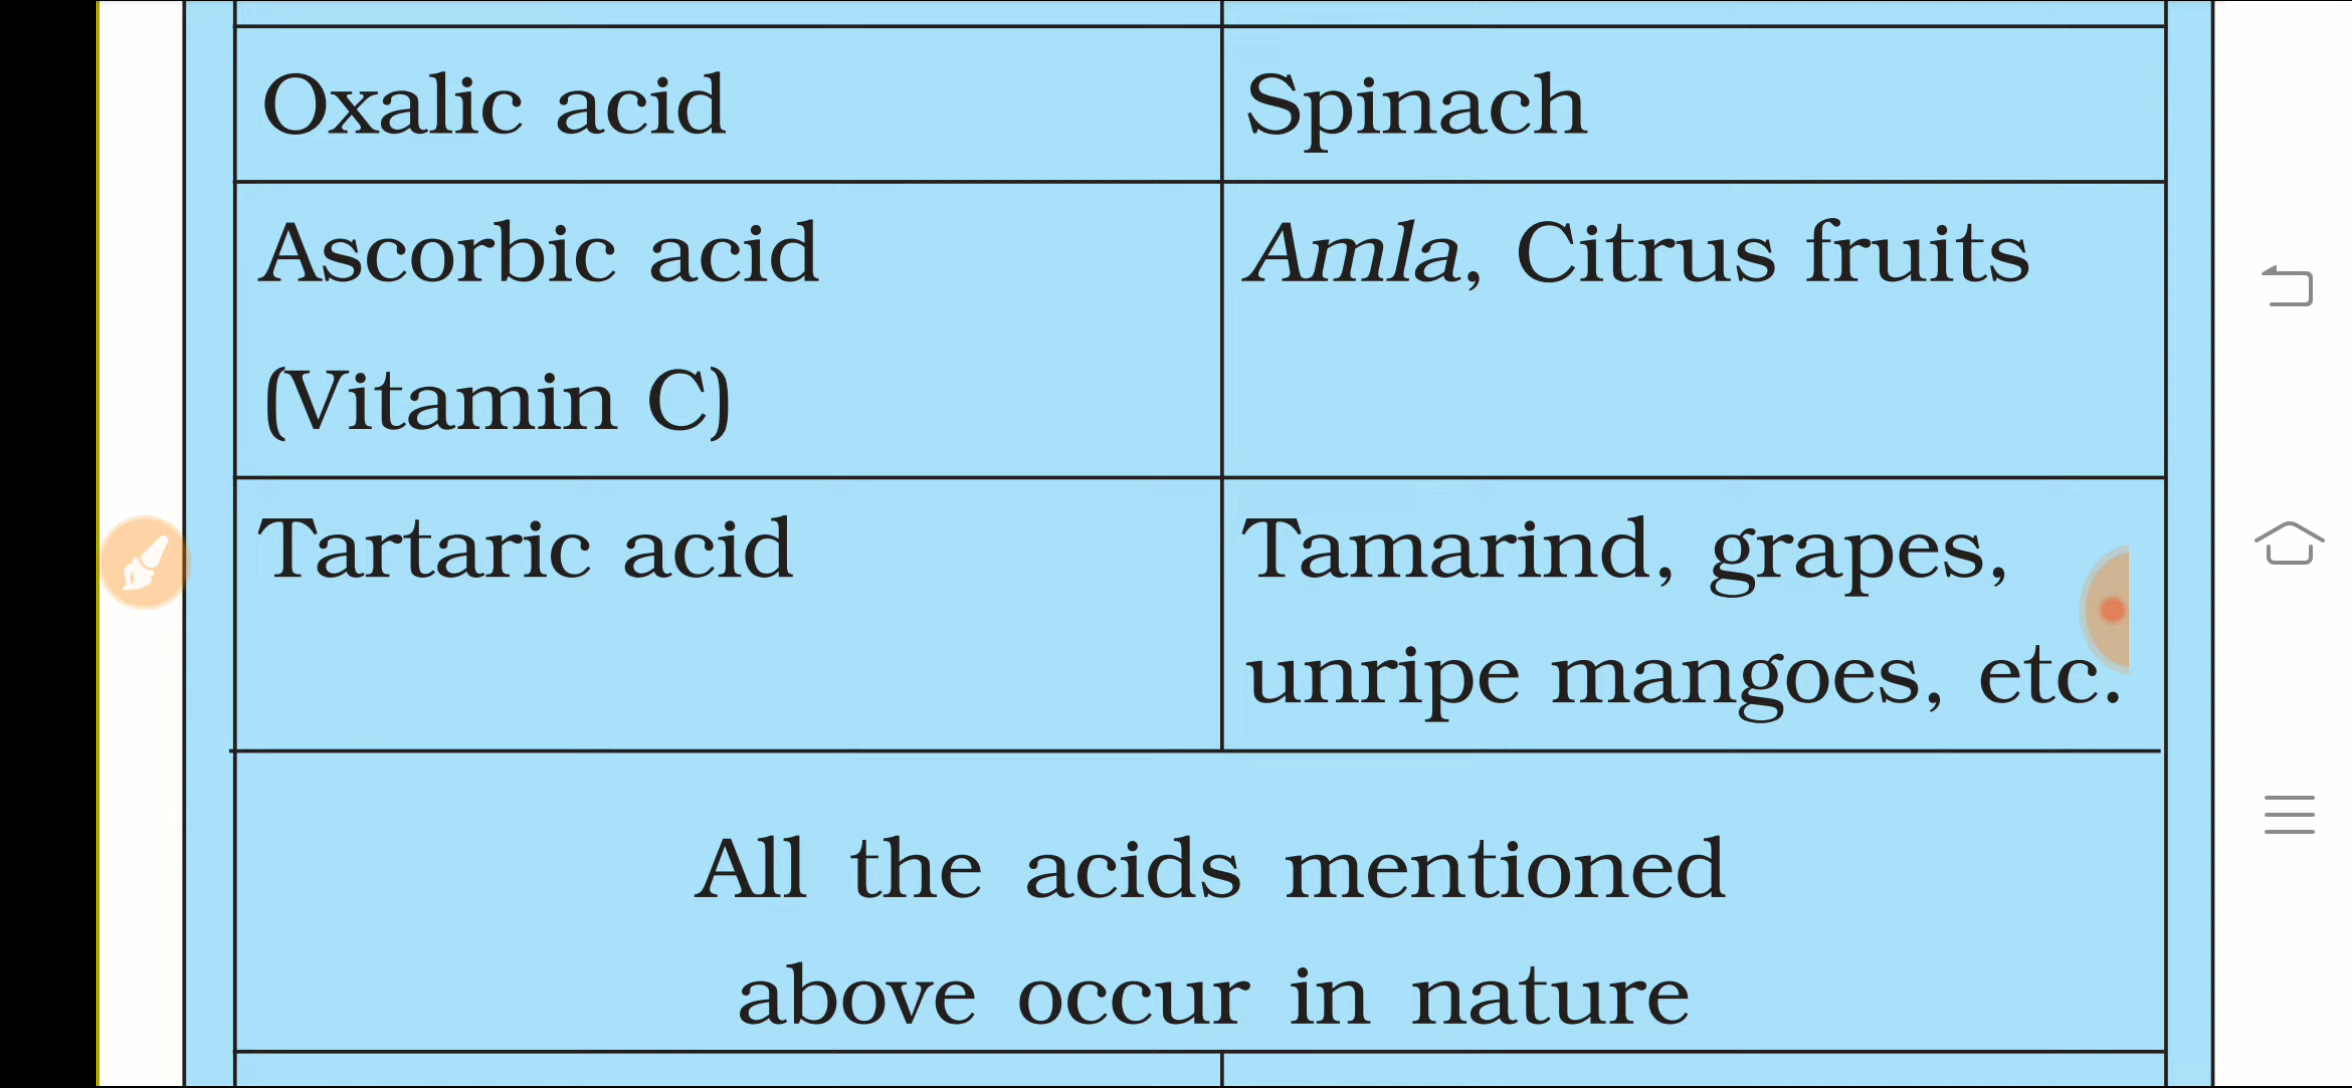 Oxalic acid
Spinach
Ascorbic acid
(Vitamin C)
Amla, Citrus fruits
Tartaric acid
Tamarind, grapes,
unripe mangoes, etc.
All the acids mentioned
above occur in nature